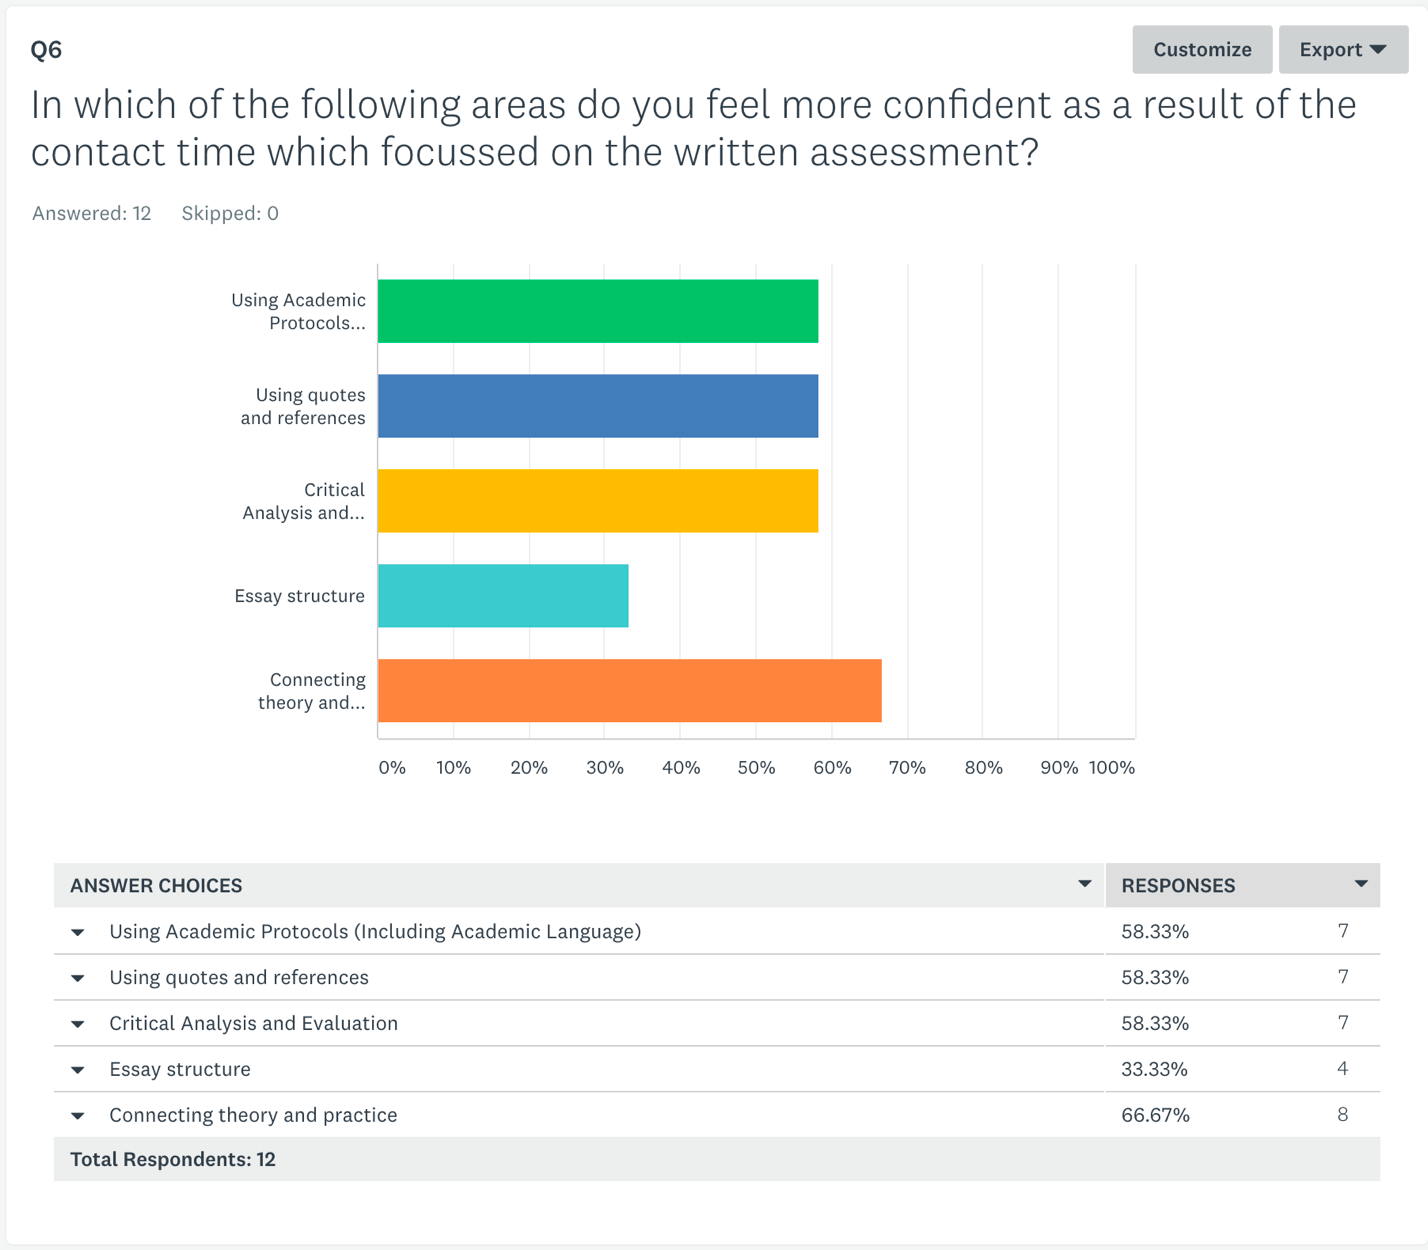 Q6
Customize
Export
In which of the following areas do you feel more confident as a result of the
contact time which focussed on the written assessment?
Answered: 12 Skipped: 0
Using Academic
Protocols...
Using quotes
and references
Critical
Analysis and...
Essay structure
Connecting
theory and...
0% 10% 20% 30% 40% 50% 60% 70% 80% 90% 100%
ANSWER CHOICES RESPONSES
Using Academic Protocols (Including Academic Language) 58.33% 7
Using quotes and references 58.33% 7
Critical Analysis and Evaluation 58.33% 7
Essay structure 33.33% 4
Connecting theory and practice 66.67% 8
Total Respondents: 12